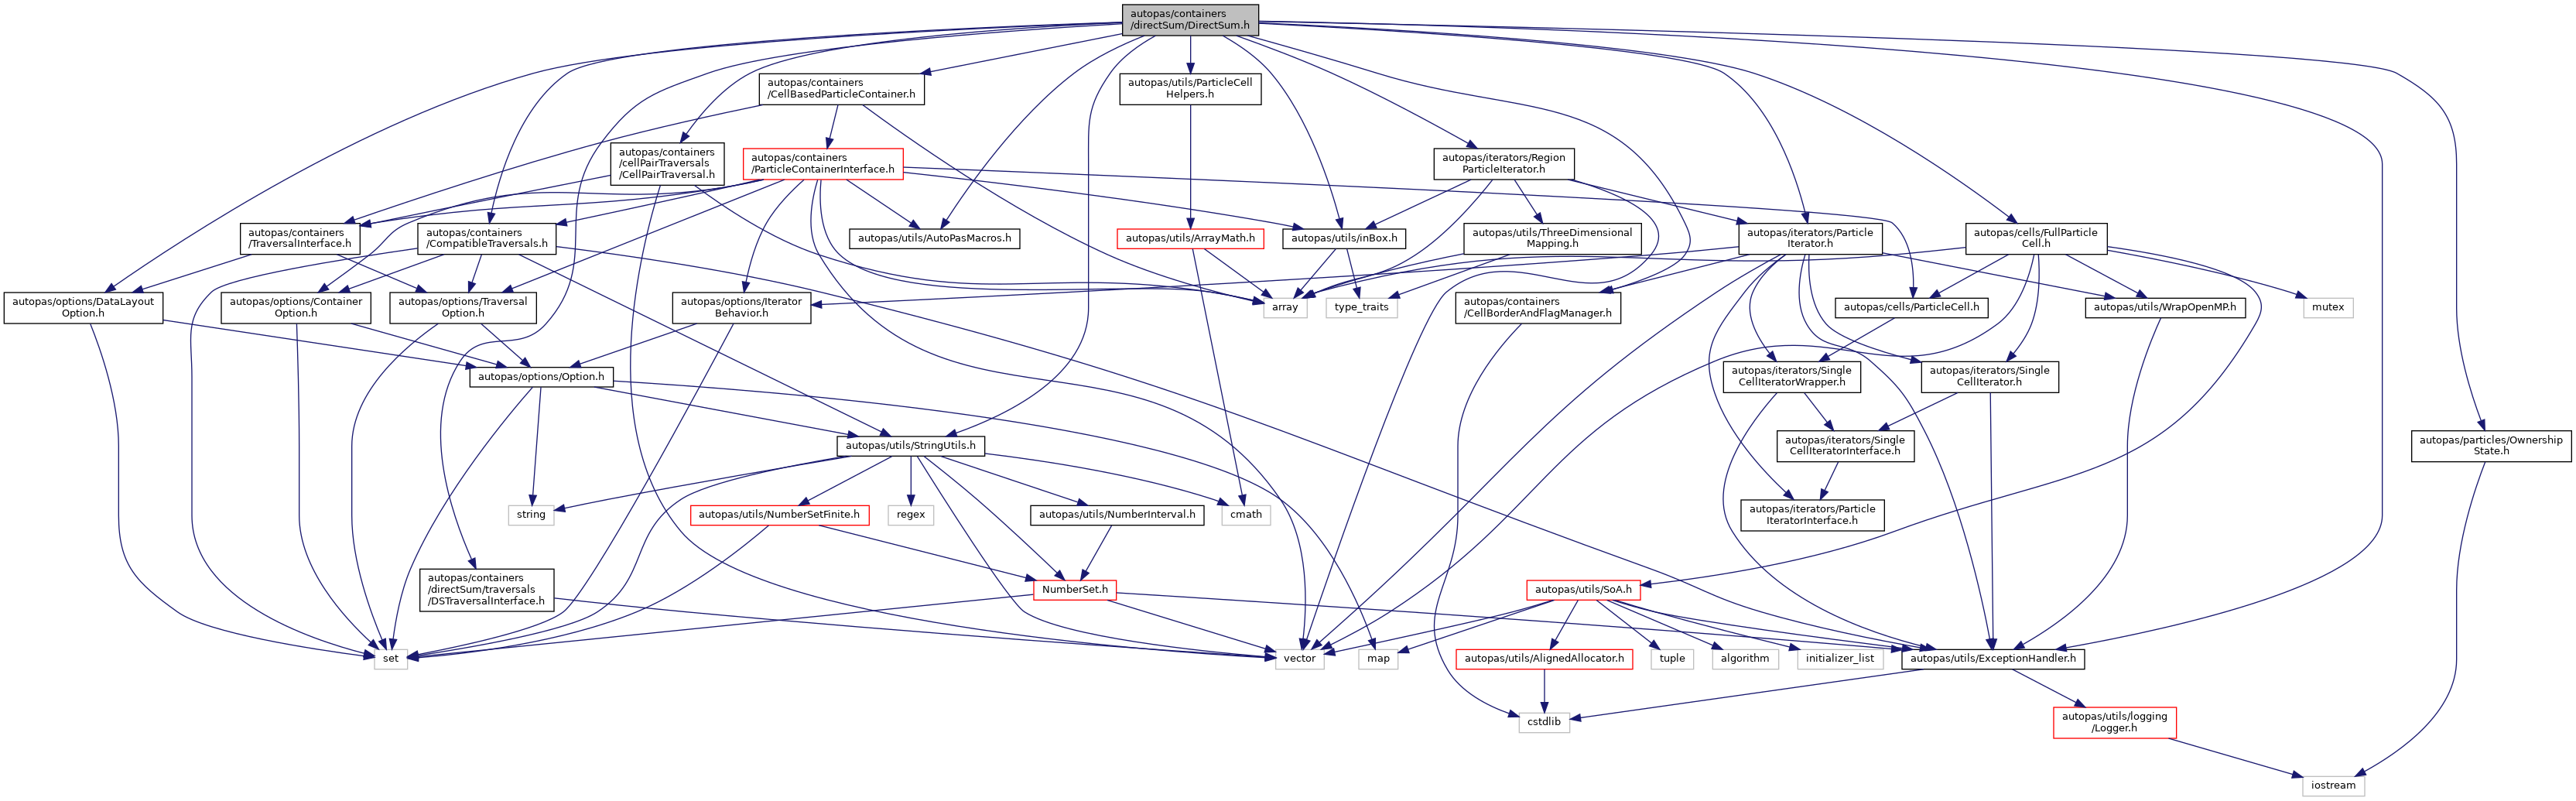 autopas/containers
/directSum/DirectSum.h
autopas/containers
/CellBasedParticleContainer.h
autopas/utils/ParticleCell
Helpers.h
autopas/containers
/cellPairTraversals
/CellPairTraversal.h
autopas/containers
/ParticleContainerInterface.h
autopas/iterators/Region
ParticleIterator.h
autopas/containers
/TraversalInterface.h
autopas/containers
/CompatibleTraversals.h
autopas/utils/AutoPasMacros.h
autopas/utils/ArrayMath.h
autopas/utils/inBox.h
autopas/utils/ThreeDimensional
Mapping.h
autopas/iterators/Particle
Iterator.h
autopas/cells/FullParticle
Cell.h
autopas/options/DataLayout
Option.h
autopas/options/Container
Option.h
autopas/options/Traversal
Option.h
autopas/options/Iterator
Behavior.h
array
type_traits
autopas/containers
/CellBorderAndFlagManager.h
autopas/cells/ParticleCell.h
autopas/utils/WrapOpenMP.h
mutex
autopas/options/Option.h
autopas/iterators/Single
CellIteratorWrapper.h
autopas/iterators/Single
CellIterator.h
autopas/utils/StringUtils.h
autopas/iterators/Single
CellIteratorInterface.h
autopas/particles/Ownership
State.h
string
autopas/utils/NumberSetFinite.h
regex
autopas/utils/NumberInterval.h
cmath
autopas/iterators/Particle
IteratorInterface.h
autopas/containers
/directSum/traversals
/DSTraversalInterface.h
NumberSet.h
autopas/utils/SoA.h
set
vector
map
autopas/utils/AlignedAllocator.h
tuple
algorithm
initializer_list
autopas/utils/ExceptionHandler.h
cstdlib
autopas/utils/logging
/Logger.h
iostream